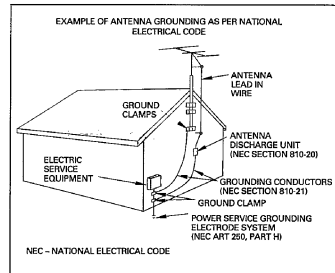 EXAMPLE OF ANTENNA GROUNDING AS PER NATIONAL
ELECTRICAL CODE
ANTENNA
LEAD IN
WIRE
GROUND
CLAMPS
ANTENNA
DISCHARGE UNIT
(NEC SECTION 810-20)
ELECTRIC
SERVICE
EQUIPMENT
GROUNDING CONDUCTORS
(NEC SECTION 810-21)
GROUND CLAMP
POWER SERVICE GROUNDING
ELECTRODE SYSTEM
(NEC ART 250, PART H)
NEC – NATIONAL ELECTRICAL CODE